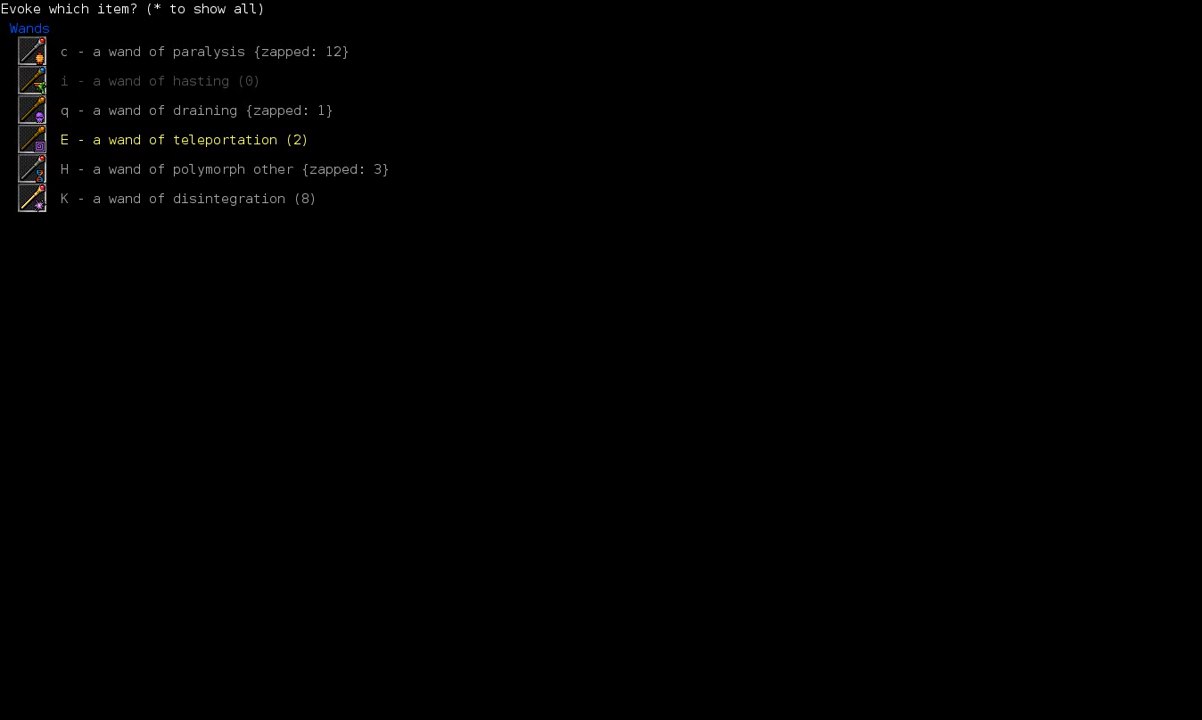 Evoke which item? (* to show all)
Wands
c - a wand of paralysis {zapped: 12}
i - a wand of hasting (0)
q - a wand of draining {zapped: 1}
E - a wand of teleportation (2)
H - a wand of polymorph other {zapped: 3}
K - a wand of disintegration (8)